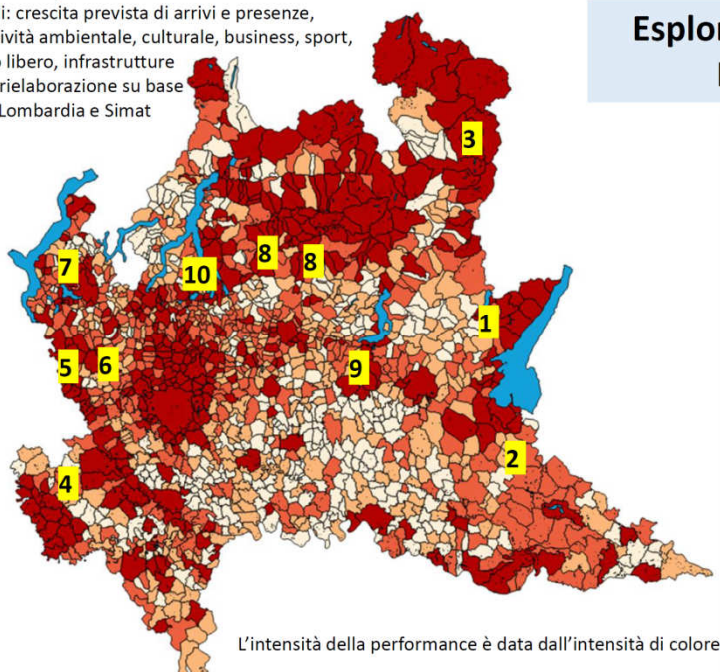 i: crescita prevista di arrivi e presenze,
ività ambientale, culturale, business, sport,
libero, infrastrutture
rielaborazione su base
Lombardia e Simat
Esplor
3
8
8
7
10
1
5
6
9
2
4
L'intensità della performance è data dall'intensità di colore